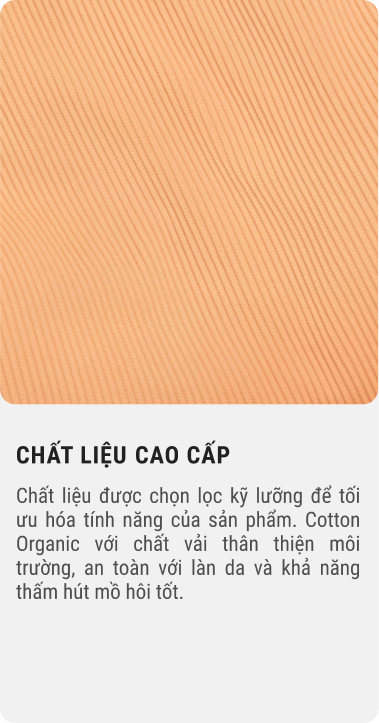 CHẤT LIỆU CAO CẤP
Chất liệu được chọn lọc kỹ lưỡng để tối
ưu hóa tính năng của sản phẩm. Cotton
Organic với chất vải thân thiện môi
trường, an toàn với làn da và khả năng
thấm hút mồ hôi tốt.